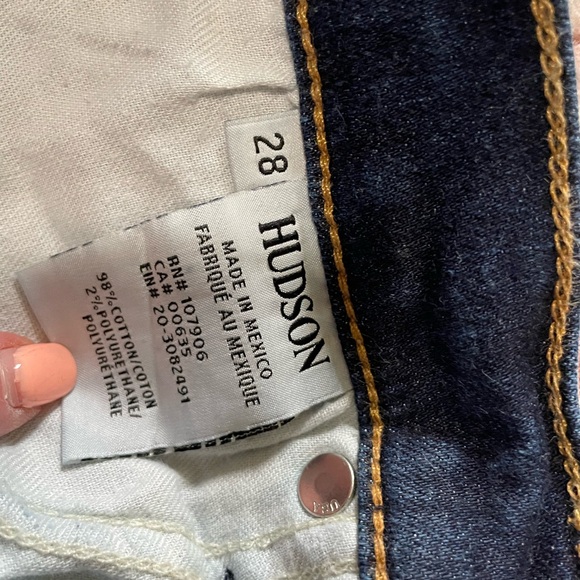 28
HUDSON
MADE IN MEXICO
FABRIQUÉ AU MEXIQUE
RN# 107906
CA# 00635
EIN# 20-3082491
98% COTTON/COTON
2% POLYURETHANE/
POLYURÉTHANE